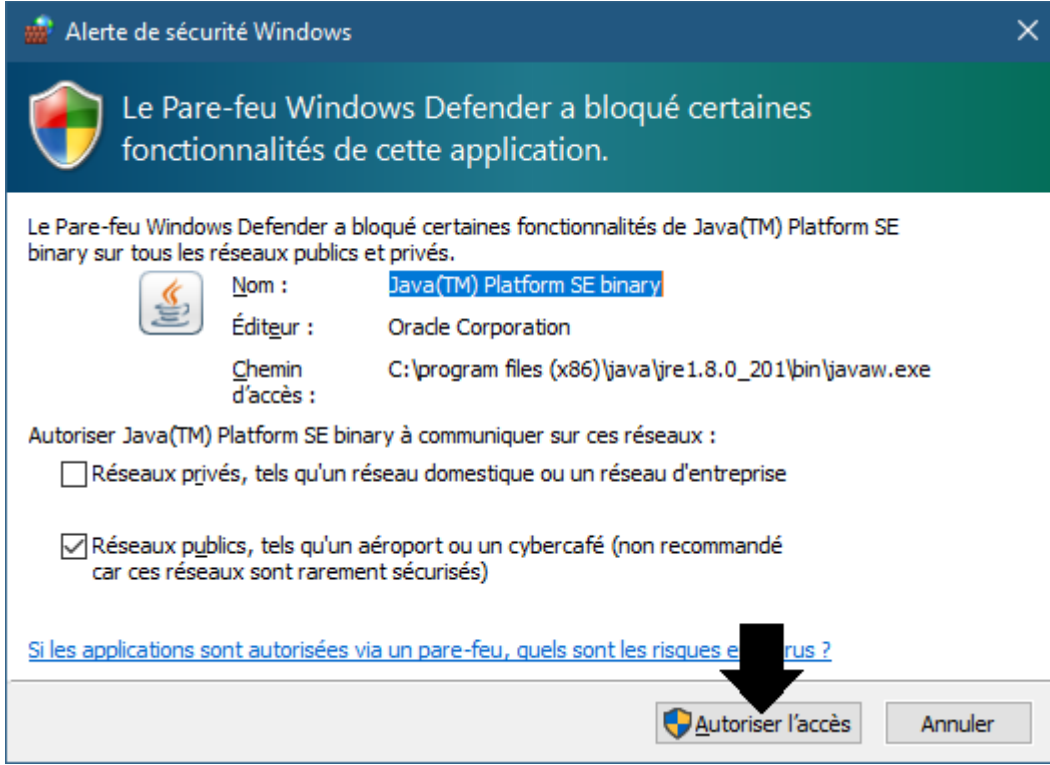 Alerte de sécurité Windows
Le Pare-feu Windows Defender a bloqué certaines
fonctionnalités de cette application.
Le Pare-feu Windows Defender a bloqué certaines fonctionnalités de Java(TM) Platform SE
binary sur tous les réseaux publics et privés.
Nom : Java(TM) Platform SE binary
Éditeur : Oracle Corporation
Chemin C:\program files (x86)\java\jre1.8.0_201\bin\javaw.exe
d'accès :
Autoriser Java(TM) Platform SE binary à communiquer sur ces réseaux :
Réseaux privés, tels qu'un réseau domestique ou un réseau d'entreprise
Réseaux publics, tels qu'un aéroport ou un cybercafé (non recommandé
car ces réseaux sont rarement sécurisés)
Si les applications sont autorisées via un pare-feu, quels sont les risques ?
Autoriser l'accès Annuler